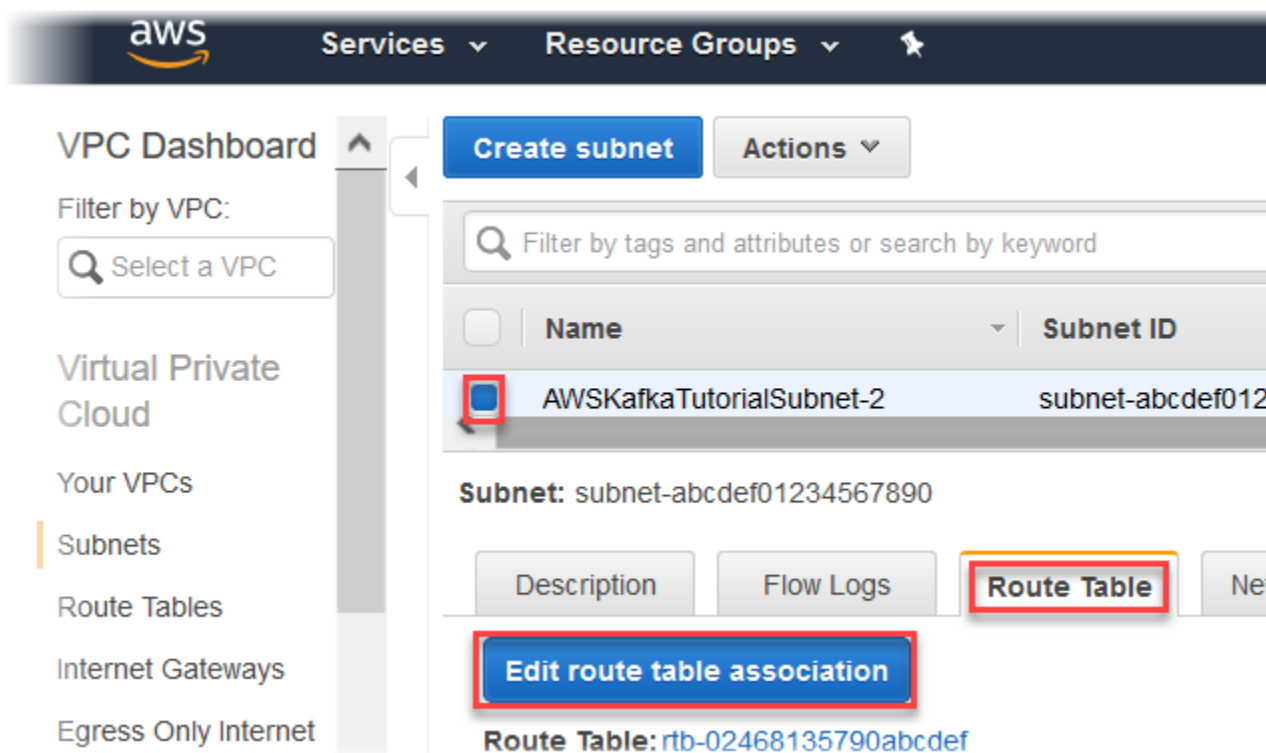 aws Services Resource Groups
VPC Dashboard
Filter by VPC:
Select a VPC
Virtual Private
Cloud
Your VPCs
Subnets
Route Tables
Internet Gateways
Egress Only Internet
Create subnet Actions
Filter by tags and attributes or search by keyword
Name Subnet ID
AWSKafkaTutorialSubnet-2 subnet-abcdef012
Subnet: subnet-abcdef01234567890
Description Flow Logs Route Table Ne
Edit route table association
Route Table: rtb-02468135790abcdef